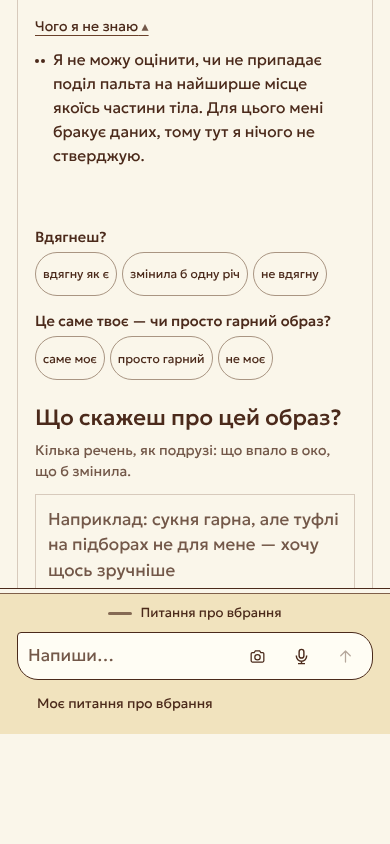 Чого я не знаю ▲
•• Я не можу оцінити, чи не припадає
поділ пальта на найширше місце
якоїсь частини тіла. Для цього мені
бракує даних, тому тут я нічого не
стверджую.
Вдягнеш?
вдягну як є
змінила б одну річ
не вдягну
Це саме твоє — чи просто гарний образ?
саме моє
просто гарний
не моє
Що скажеш про цей образ?
Кілька речень, як подрузі: що впало в око,
що б змінила.
Наприклад: сукня гарна, але туфлі
на підборах не для мене — хочу
щось зручніше
Питання про вбрання
Напиши…
Моє питання про вбрання